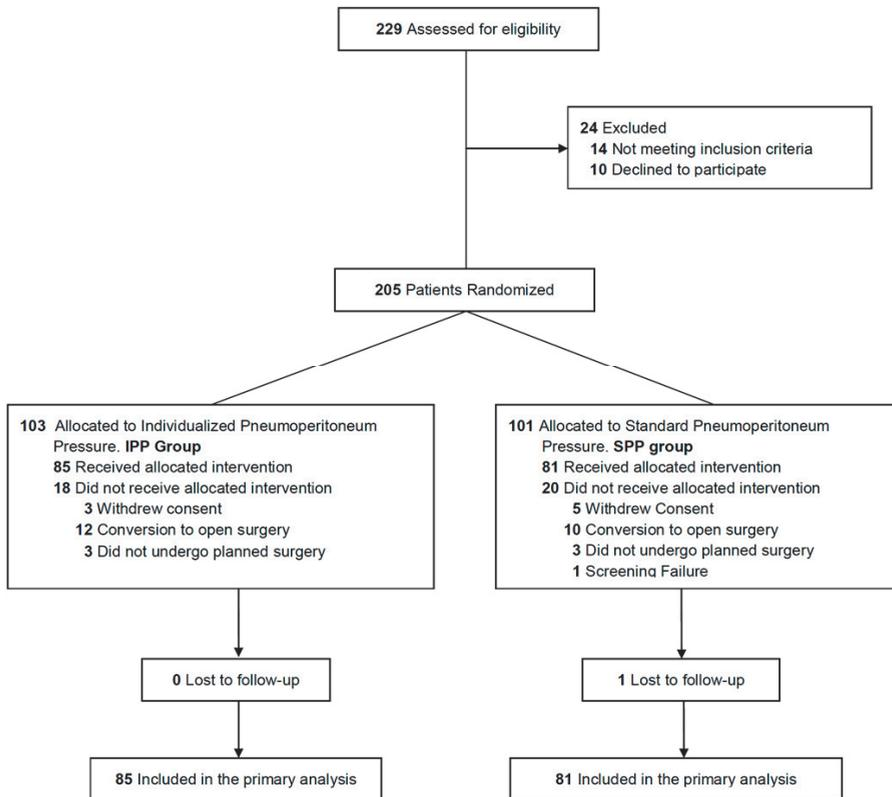 229 Assessed for eligibility
24 Excluded
14 Not meeting inclusion criteria
10 Declined to participate
205 Patients Randomized
103 Allocated to Individualized Pneumoperitoneum
Pressure. IPP Group
85 Received allocated intervention
18 Did not receive allocated intervention
3 Withdrew consent
12 Conversion to open surgery
3 Did not undergo planned surgery
101 Allocated to Standard Pneumoperitoneum
Pressure. SPP group
81 Received allocated intervention
20 Did not receive allocated intervention
5 Withdrew Consent
10 Conversion to open surgery
3 Did not undergo planned surgery
1 Screening Failure
0 Lost to follow-up
1 Lost to follow-up
85 Included in the primary analysis
81 Included in the primary analysis